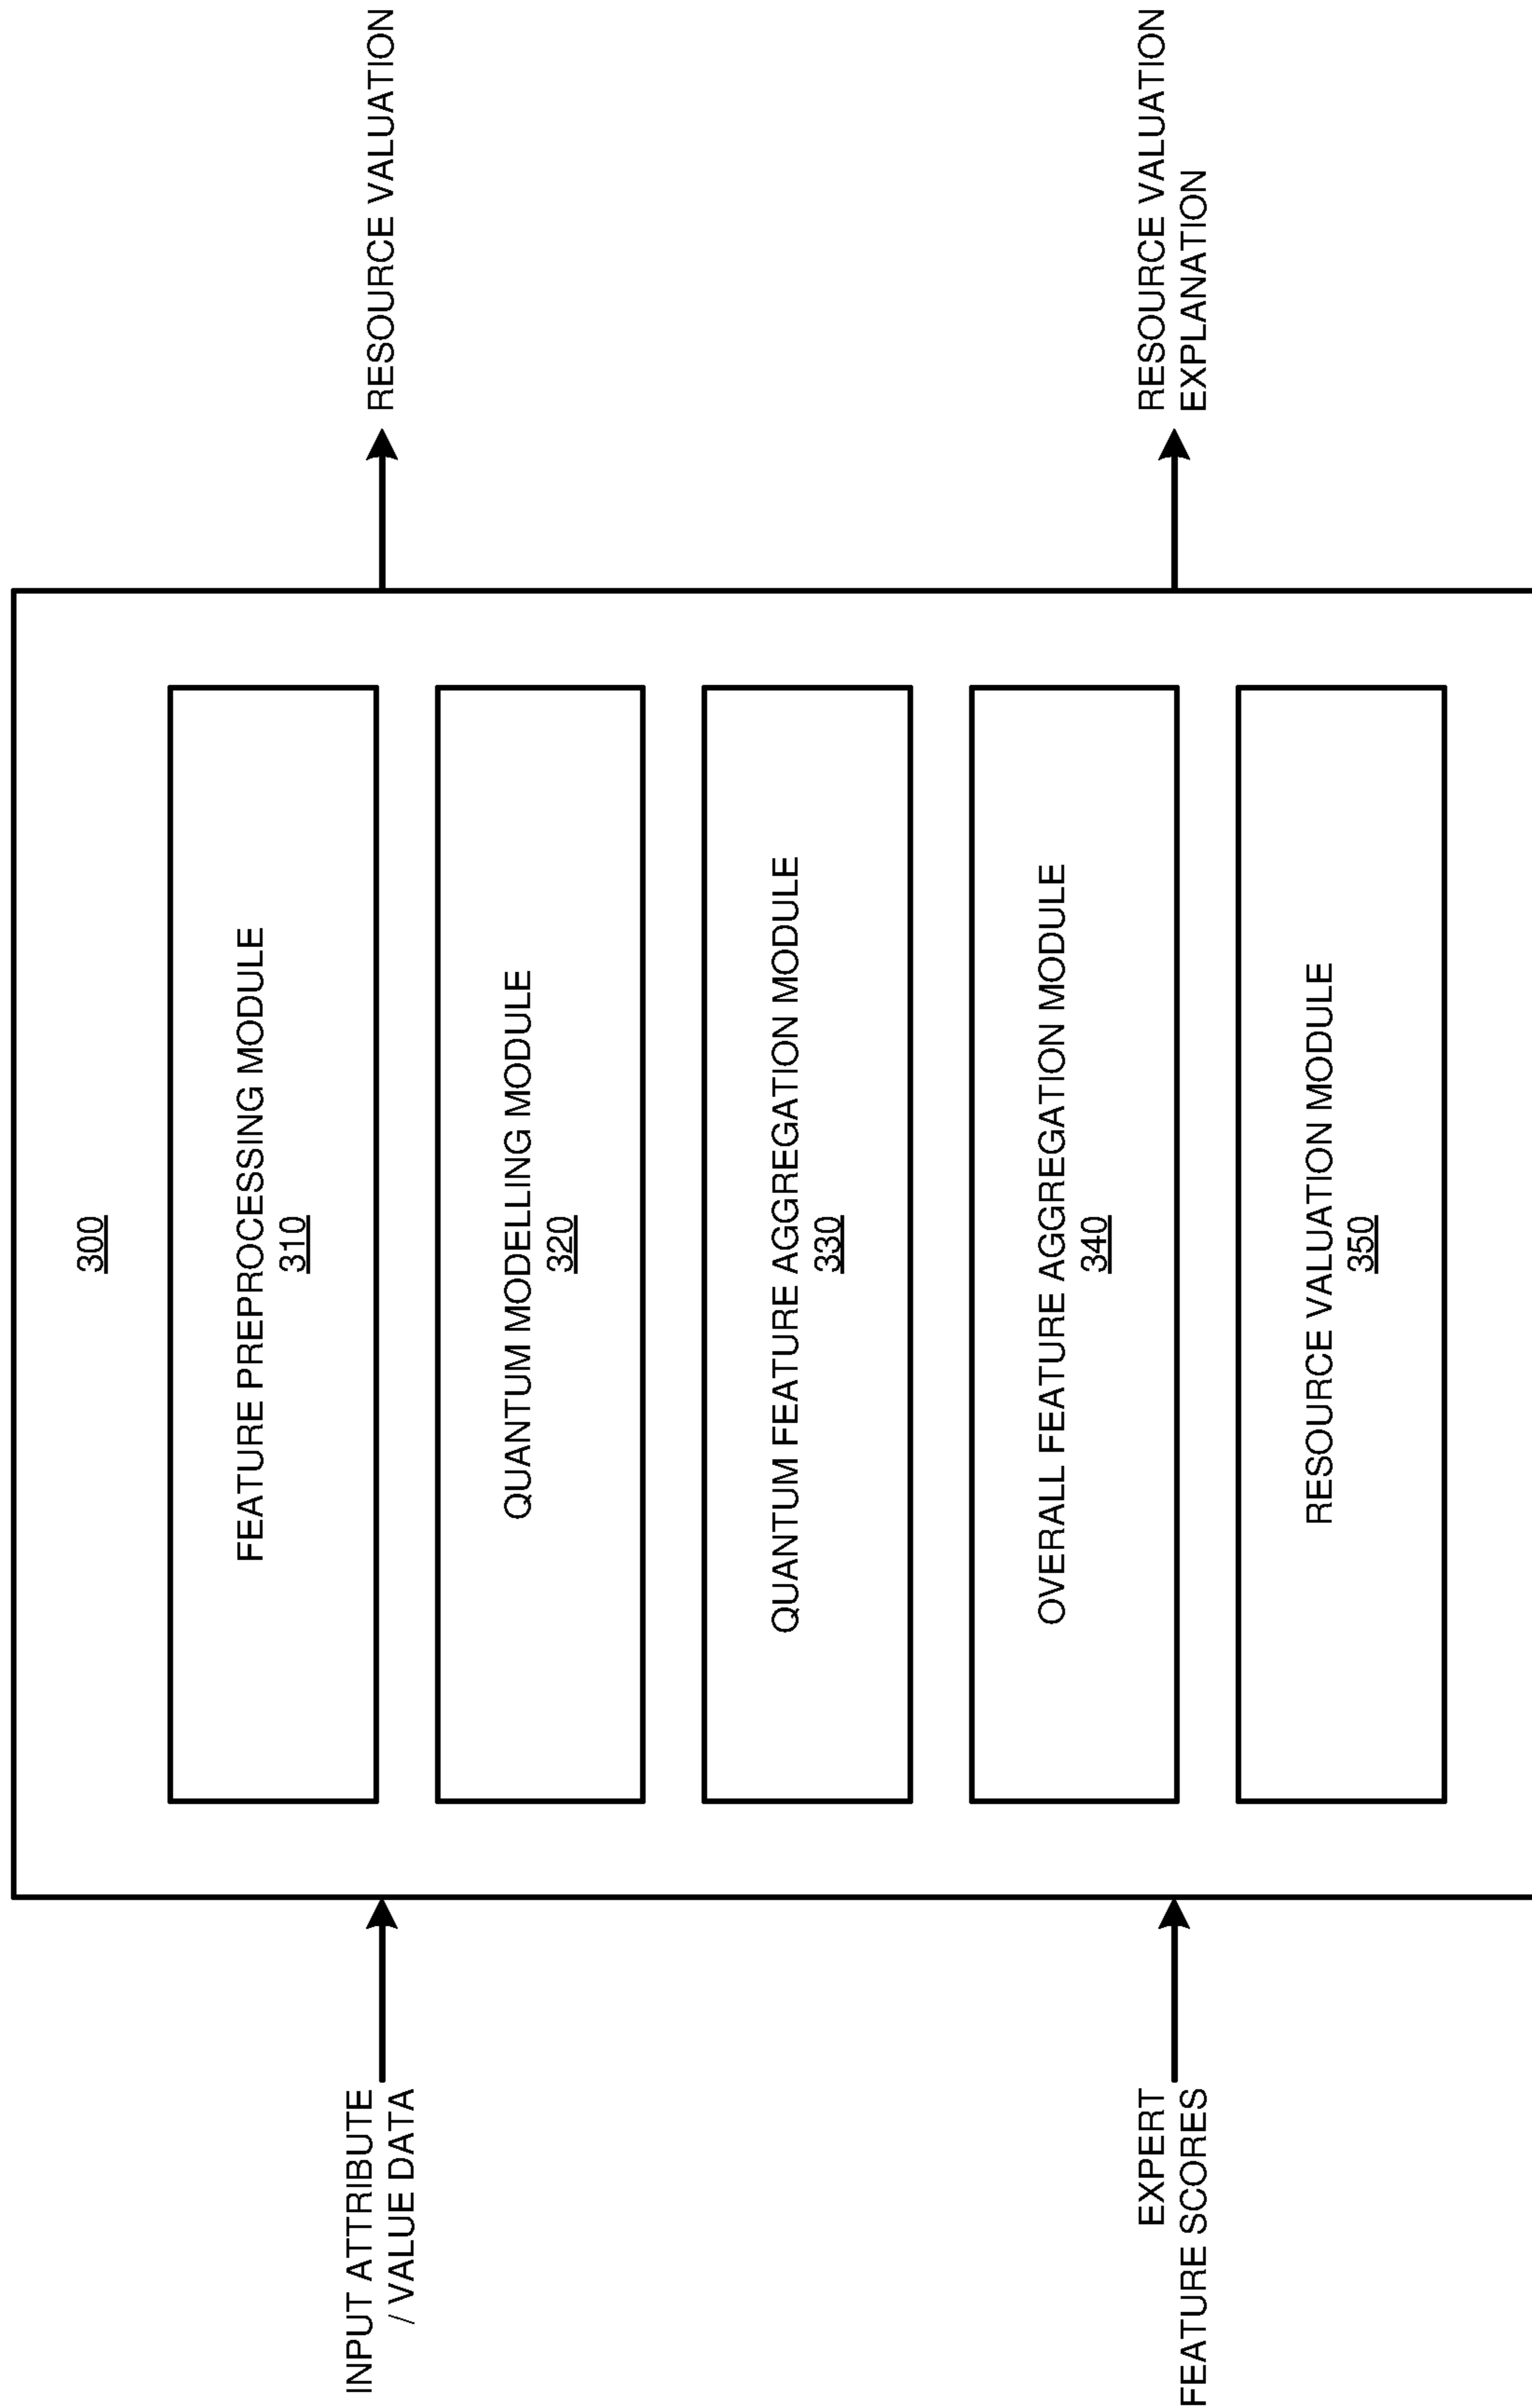 300
INPUT ATTRIBUTE
/ VALUE DATA
EXPERT
FEATURE SCORES
FEATURE PREPROCESSING MODULE
310
QUANTUM MODELLING MODULE
320
QUANTUM FEATURE AGGREGATION MODULE
330
OVERALL FEATURE AGGREGATION MODULE
340
RESOURCE VALUATION MODULE
350
RESOURCE VALUATION
RESOURCE VALUATION
EXPLANATION